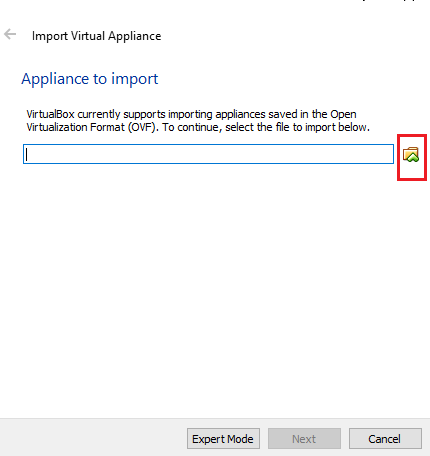 Import Virtual Appliance
Appliance to import
VirtualBox currently supports importing appliances saved in the Open
Virtualization Format (OVF). To continue, select the file to import below.
Expert Mode
Next
Cancel